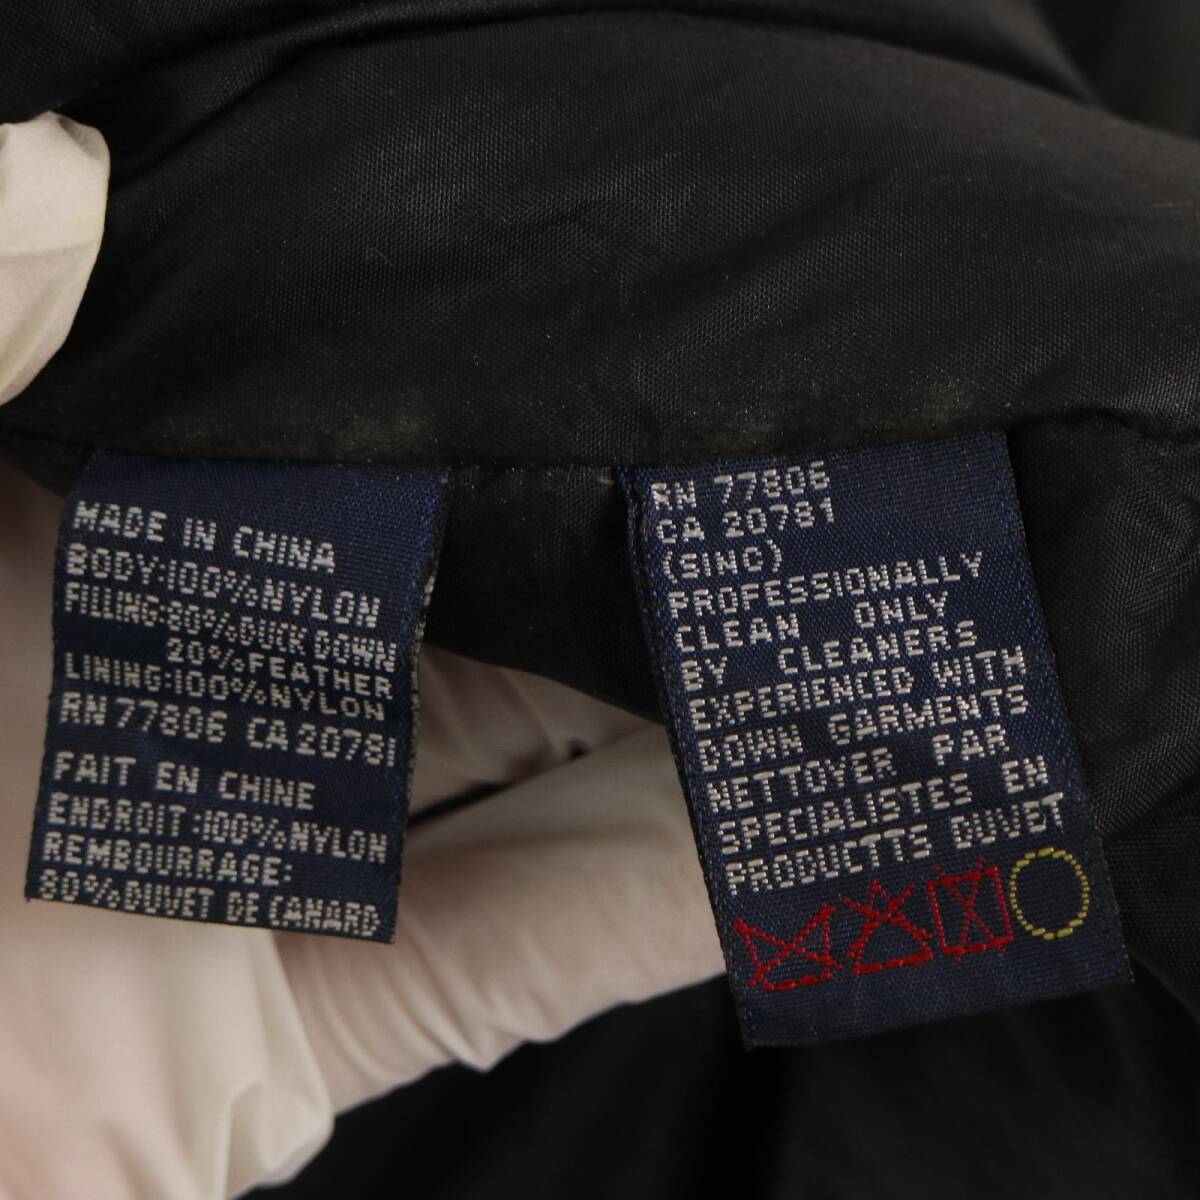 MADE IN CHINA
BODY:100%NYLON
FILLING:80%DUCK DOWN
20%FEATHER
LINING:100%NYLON
RN 77806 CA 20781
FAIT EN CHINE
ENDROIT:100%NYLON
REMBOURRAGE:
80%DUVET DE CANARD
RN 77806
CA 20781
(SINO)
PROFESSIONALLY
CLEAN ONLY
BY CLEANERS
EXPERIENCED WITH
DOWN GARMENTS
NETTOYER PAR
SPECIALISTES EN
PRODUCTTS DUVET